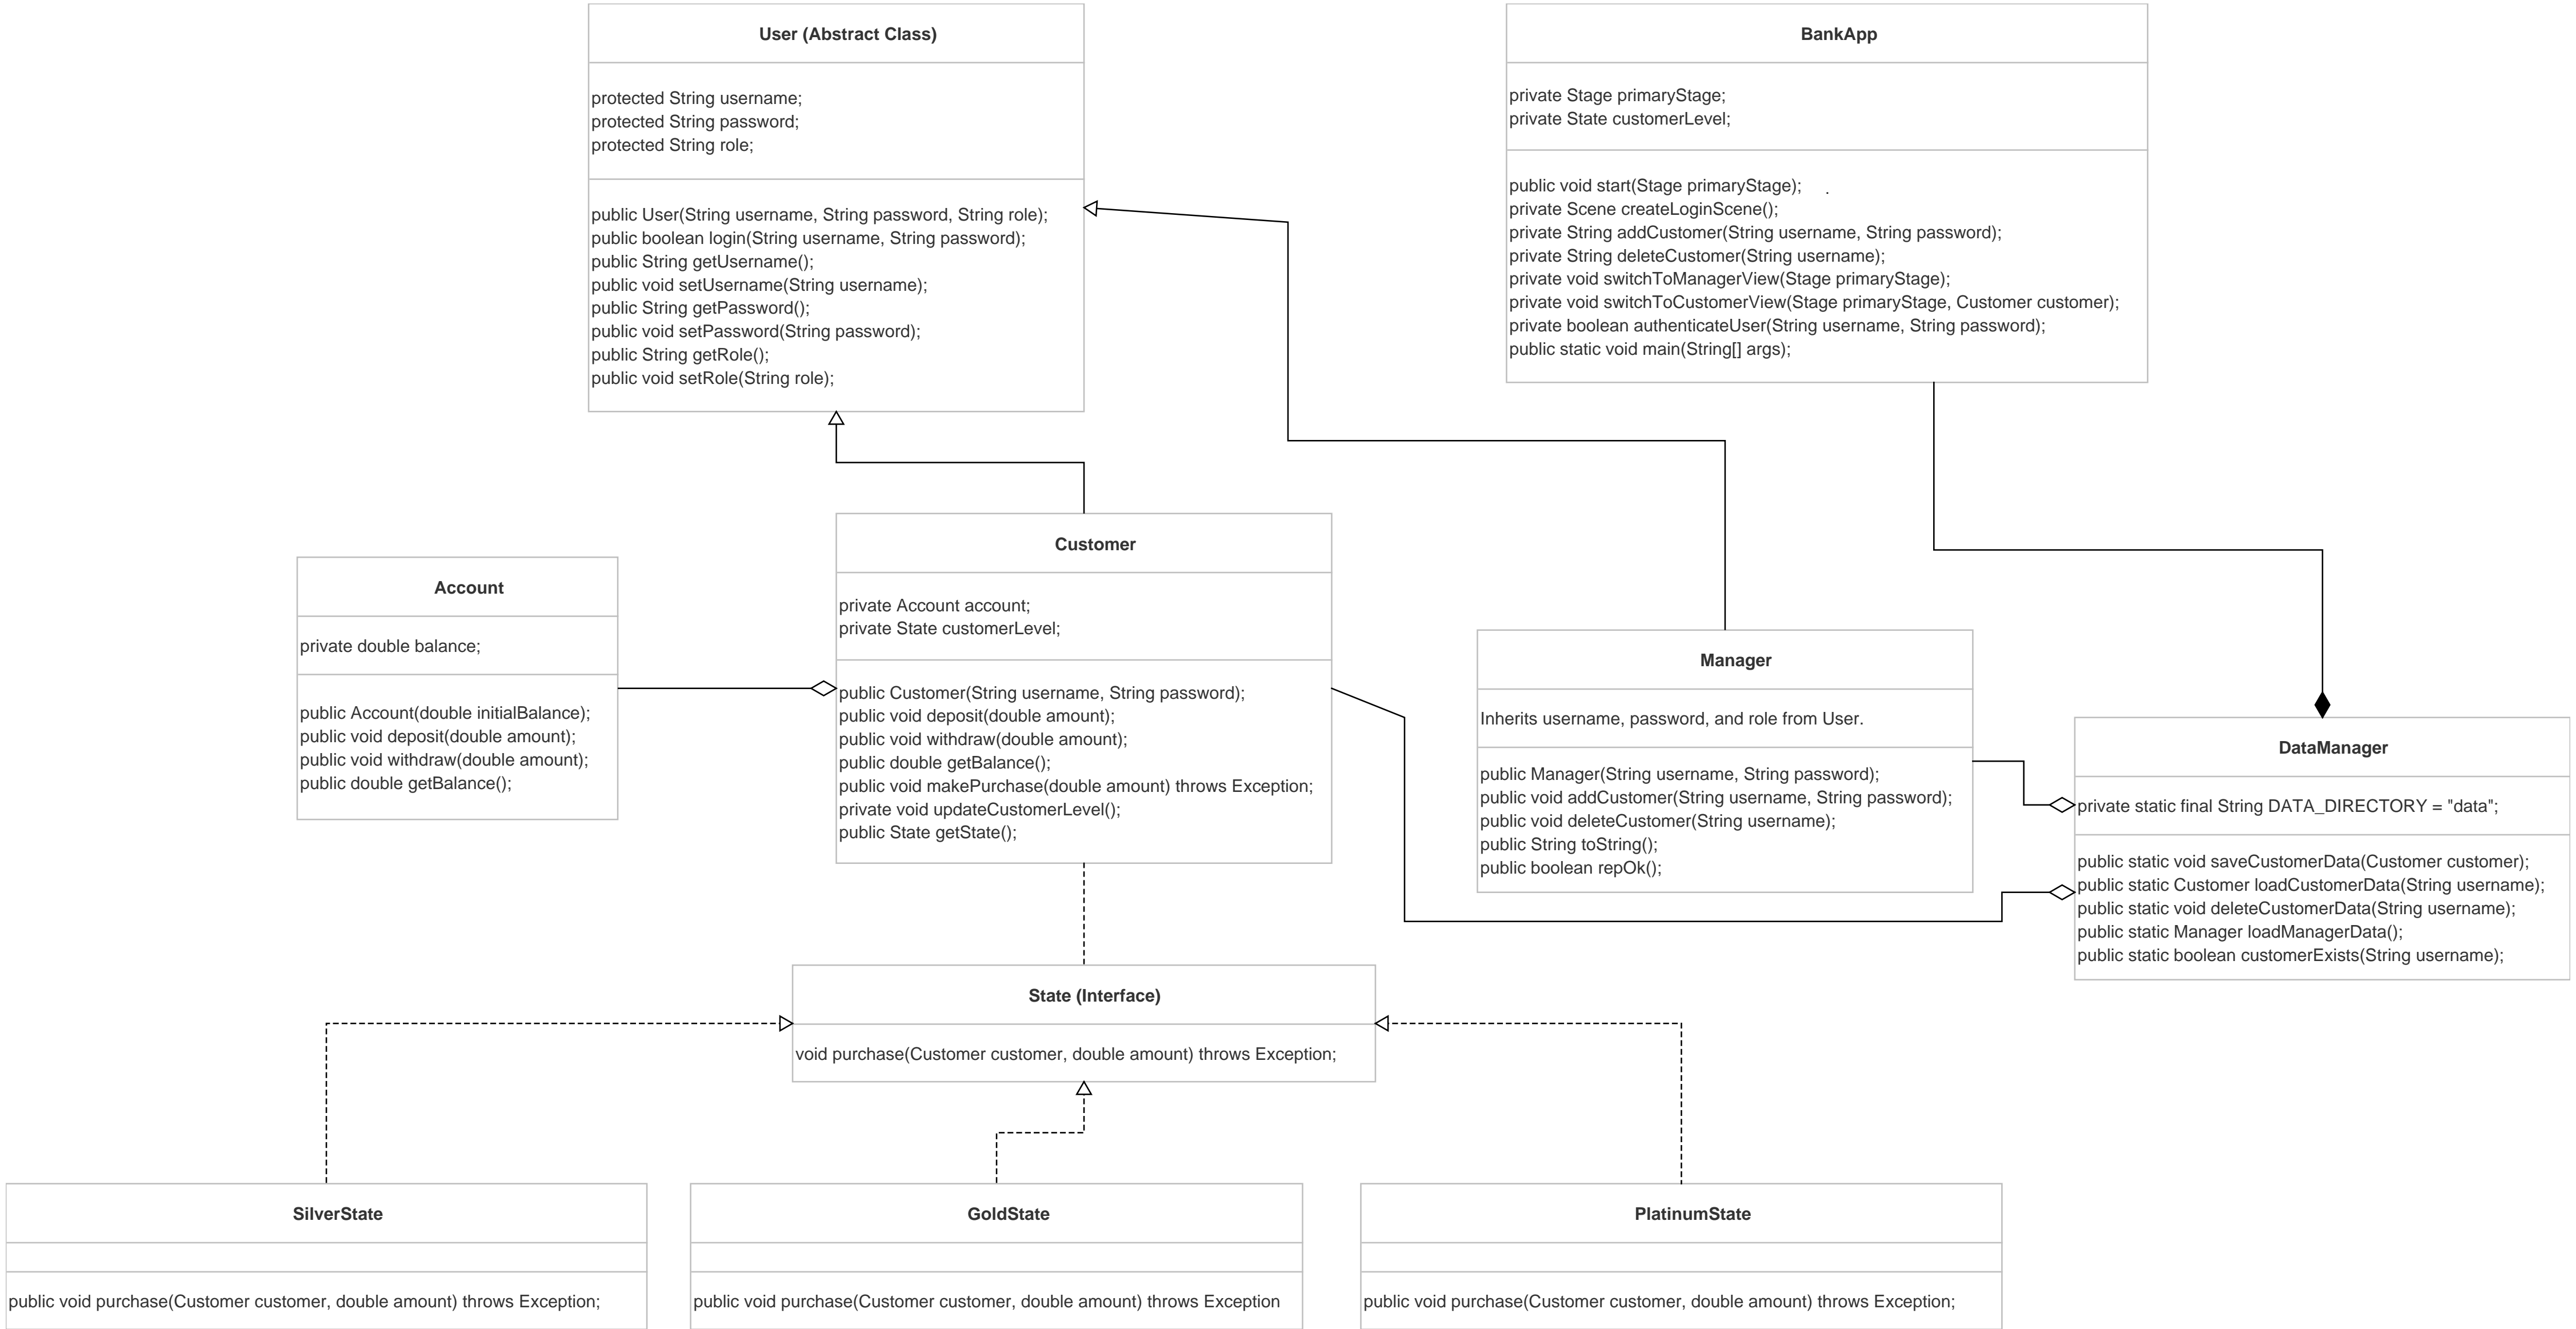 User (Abstract Class)
protected String username;
protected String password;
protected String role;
public User(String username, String password, String role);
public boolean login(String username, String password);
public String getUsername();
public void setUsername(String username);
public String getPassword();
public void setPassword(String password);
public String getRole();
public void setRole(String role);
BankApp
private Stage primaryStage;
private State customerLevel;
public void start(Stage primaryStage); .
private Scene createLoginScene();
private String addCustomer(String username, String password);
private String deleteCustomer(String username);
private void switchToManagerView(Stage primaryStage);
private void switchToCustomerView(Stage primaryStage, Customer customer);
private boolean authenticateUser(String username, String password);
public static void main(String[] args);
Account
private double balance;
public Account(double initialBalance);
public void deposit(double amount);
public void withdraw(double amount);
public double getBalance();
Customer
private Account account;
private State customerLevel;
public Customer(String username, String password);
public void deposit(double amount);
public void withdraw(double amount);
public double getBalance();
public void makePurchase(double amount) throws Exception;
private void updateCustomerLevel();
public State getState();
Manager
Inherits username, password, and role from User.
public Manager(String username, String password);
public void addCustomer(String username, String password);
public void deleteCustomer(String username);
public String toString();
public boolean repOk();
DataManager
private static final String DATA_DIRECTORY = "data";
public static void saveCustomerData(Customer customer);
public static Customer loadCustomerData(String username);
public static void deleteCustomerData(String username);
public static Manager loadManagerData();
public static boolean customerExists(String username);
State (Interface)
void purchase(Customer customer, double amount) throws Exception;
SilverState
public void purchase(Customer customer, double amount) throws Exception;
GoldState
public void purchase(Customer customer, double amount) throws Exception
PlatinumState
public void purchase(Customer customer, double amount) throws Exception;